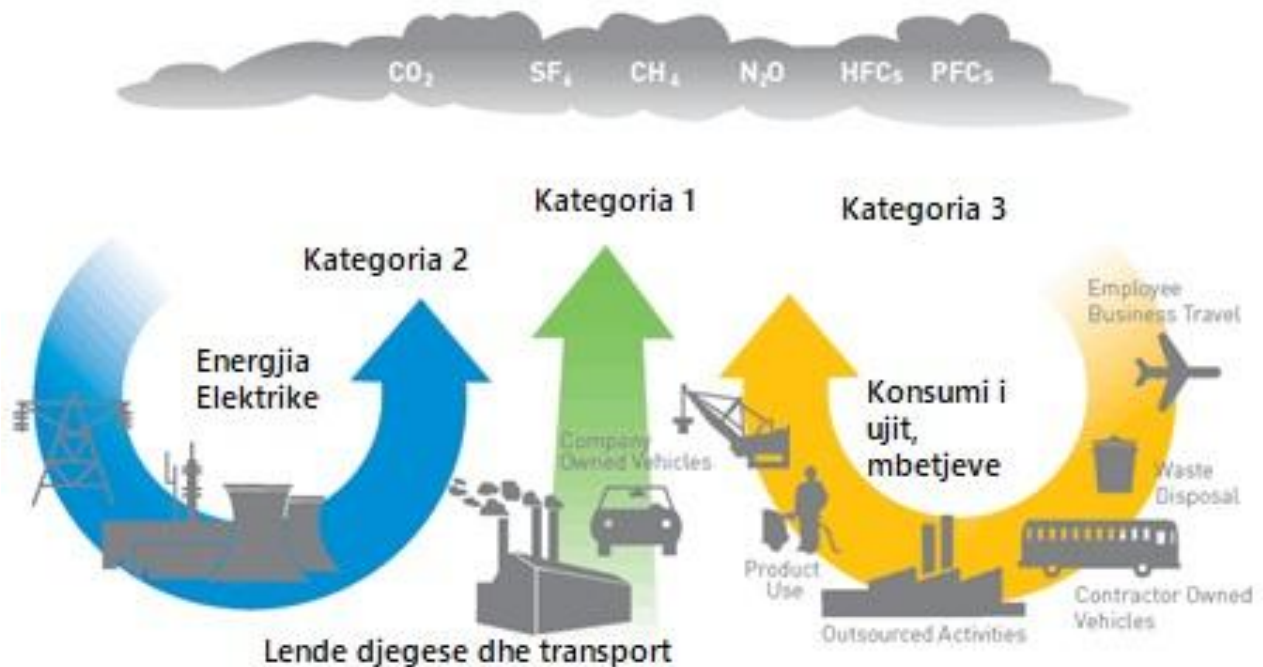 CO₂ SF₆ CH₄ N₂O HFCs PFCs
Kategoria 1
Kategoria 3
Kategoria 2
Employee
Business Travel
Energjia
Elektrike
Konsumi i
ujit,
mbetjeve
Company
Owned Vehicles
Waste
Disposal
Product
Use
Contractor Owned
Vehicles
Outsourced Activities
Lende djegese dhe transport